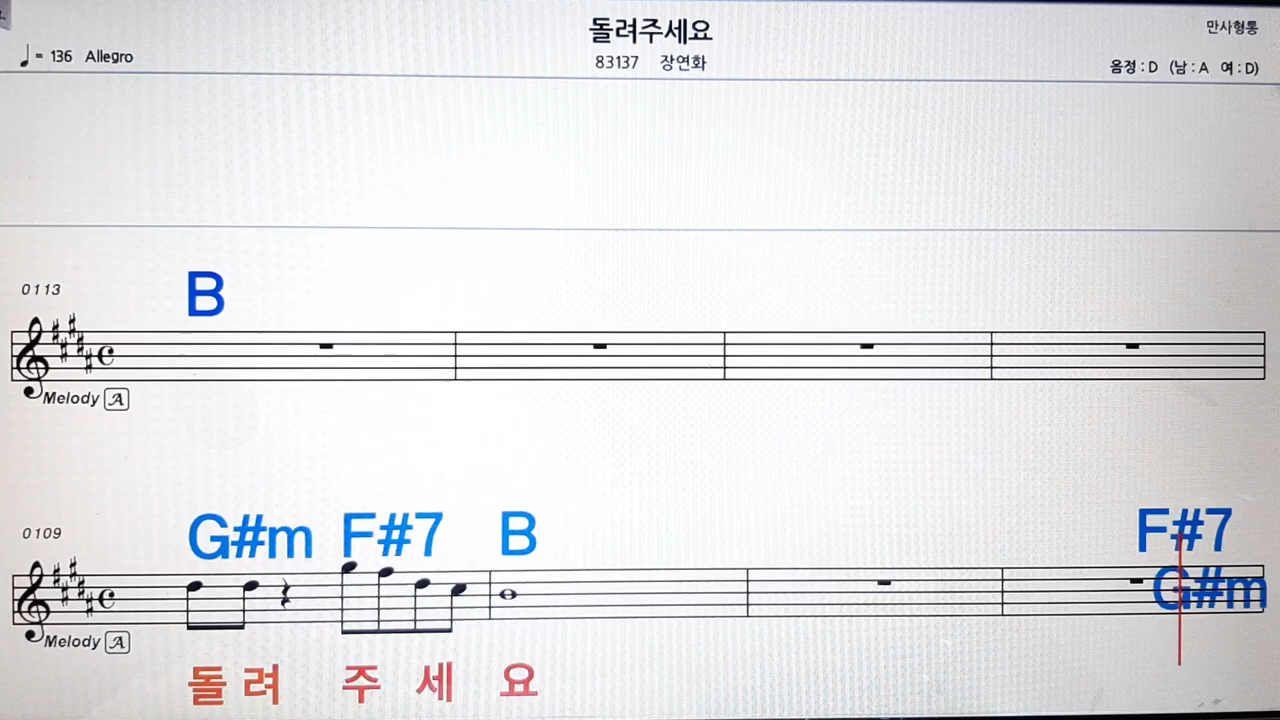 돌려주세요
만사형통
♩= 136 Allegro
83137 장연화
음정 : D (남 : A 여 : D)
0113
B
Melody A
0109
G#m F#7 B F#7
G#m
Melody A
돌 려 주 세 요